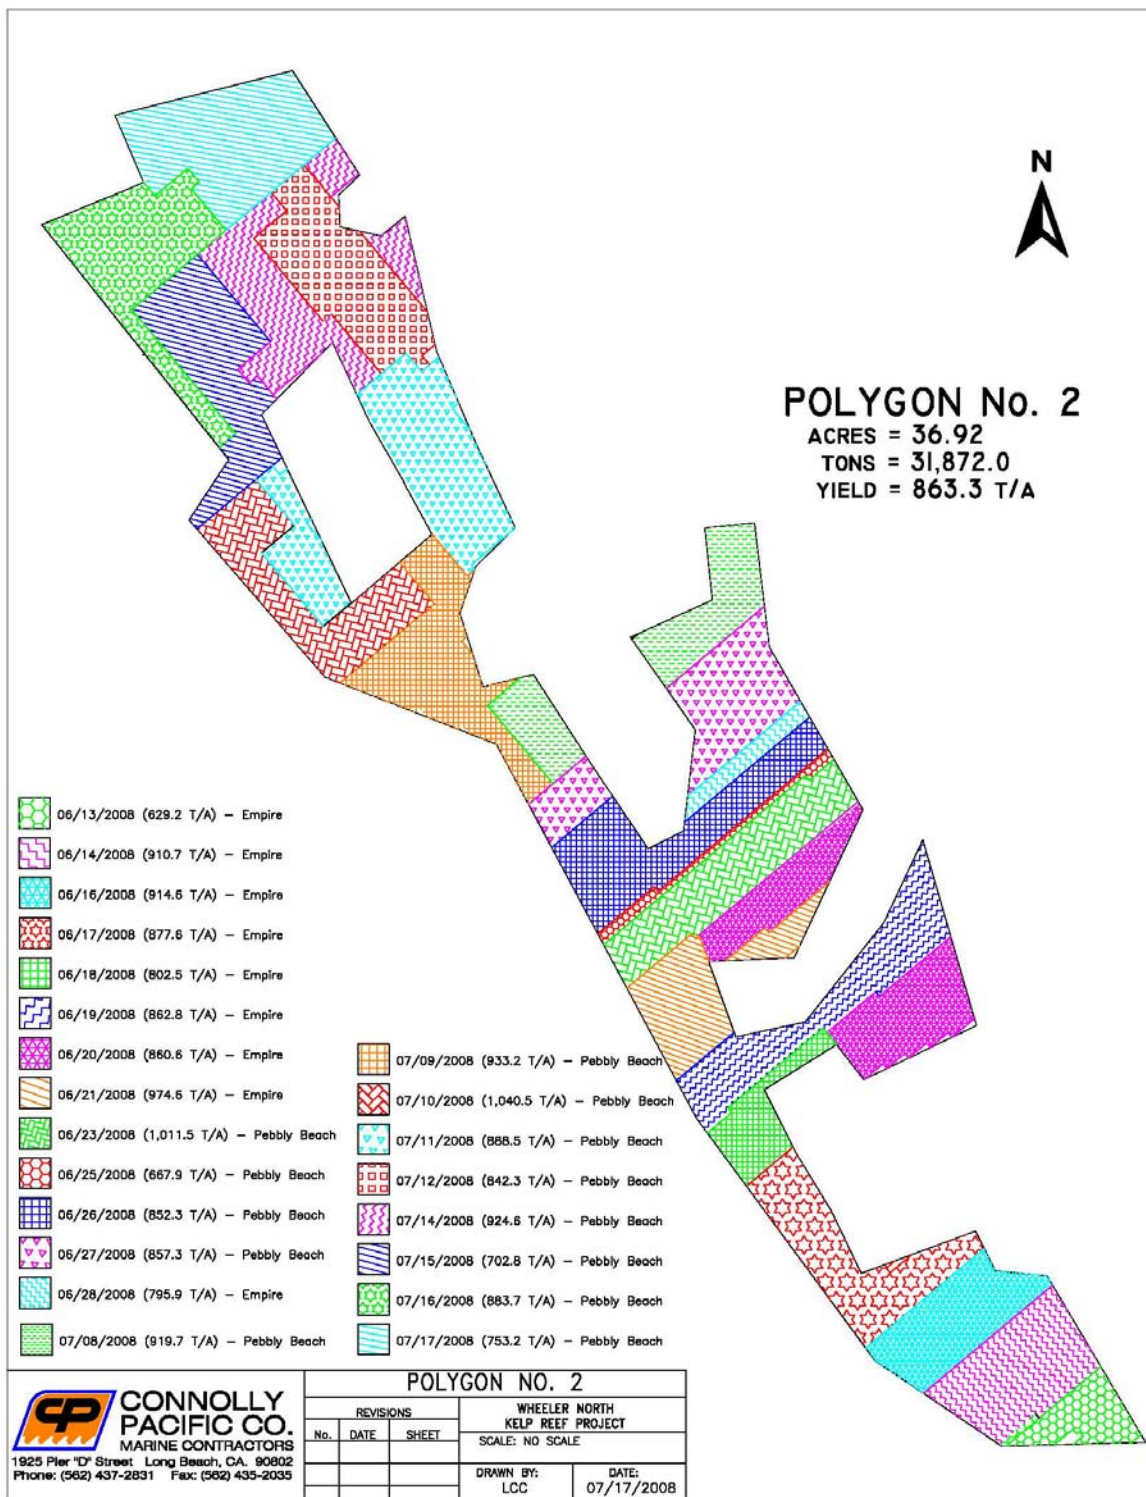 N
POLYGON No. 2
ACRES = 36.92
TONS = 31,872.0
YIELD = 863.3 T/A
06/13/2008 (629.2 T/A) – Empire
06/14/2008 (910.7 T/A) – Empire
06/16/2008 (914.6 T/A) – Empire
06/17/2008 (877.6 T/A) – Empire
06/18/2008 (802.5 T/A) – Empire
06/19/2008 (862.8 T/A) – Empire
06/20/2008 (860.6 T/A) – Empire
06/21/2008 (974.6 T/A) – Empire
06/23/2008 (1,011.5 T/A) – Pebbly Beach
06/25/2008 (667.9 T/A) – Pebbly Beach
06/26/2008 (852.3 T/A) – Pebbly Beach
06/27/2008 (857.3 T/A) – Pebbly Beach
06/28/2008 (795.9 T/A) – Empire
07/08/2008 (919.7 T/A) – Pebbly Beach
07/09/2008 (933.2 T/A) – Pebbly Beach
07/10/2008 (1,040.5 T/A) – Pebbly Beach
07/11/2008 (868.5 T/A) – Pebbly Beach
07/12/2008 (842.3 T/A) – Pebbly Beach
07/14/2008 (924.6 T/A) – Pebbly Beach
07/15/2008 (702.8 T/A) – Pebbly Beach
07/16/2008 (883.7 T/A) – Pebbly Beach
07/17/2008 (753.2 T/A) – Pebbly Beach
CP
CONNOLLY
PACIFIC CO.
MARINE CONTRACTORS
1925 Pier "D" Street Long Beach, CA. 90802
Phone: (562) 437-2831 Fax: (562) 435-2035
POLYGON NO. 2
REVISIONS
No. DATE SHEET
WHEELER NORTH
KELP REEF PROJECT
SCALE: NO SCALE
DRAWN BY:
LCC
DATE:
07/17/2008